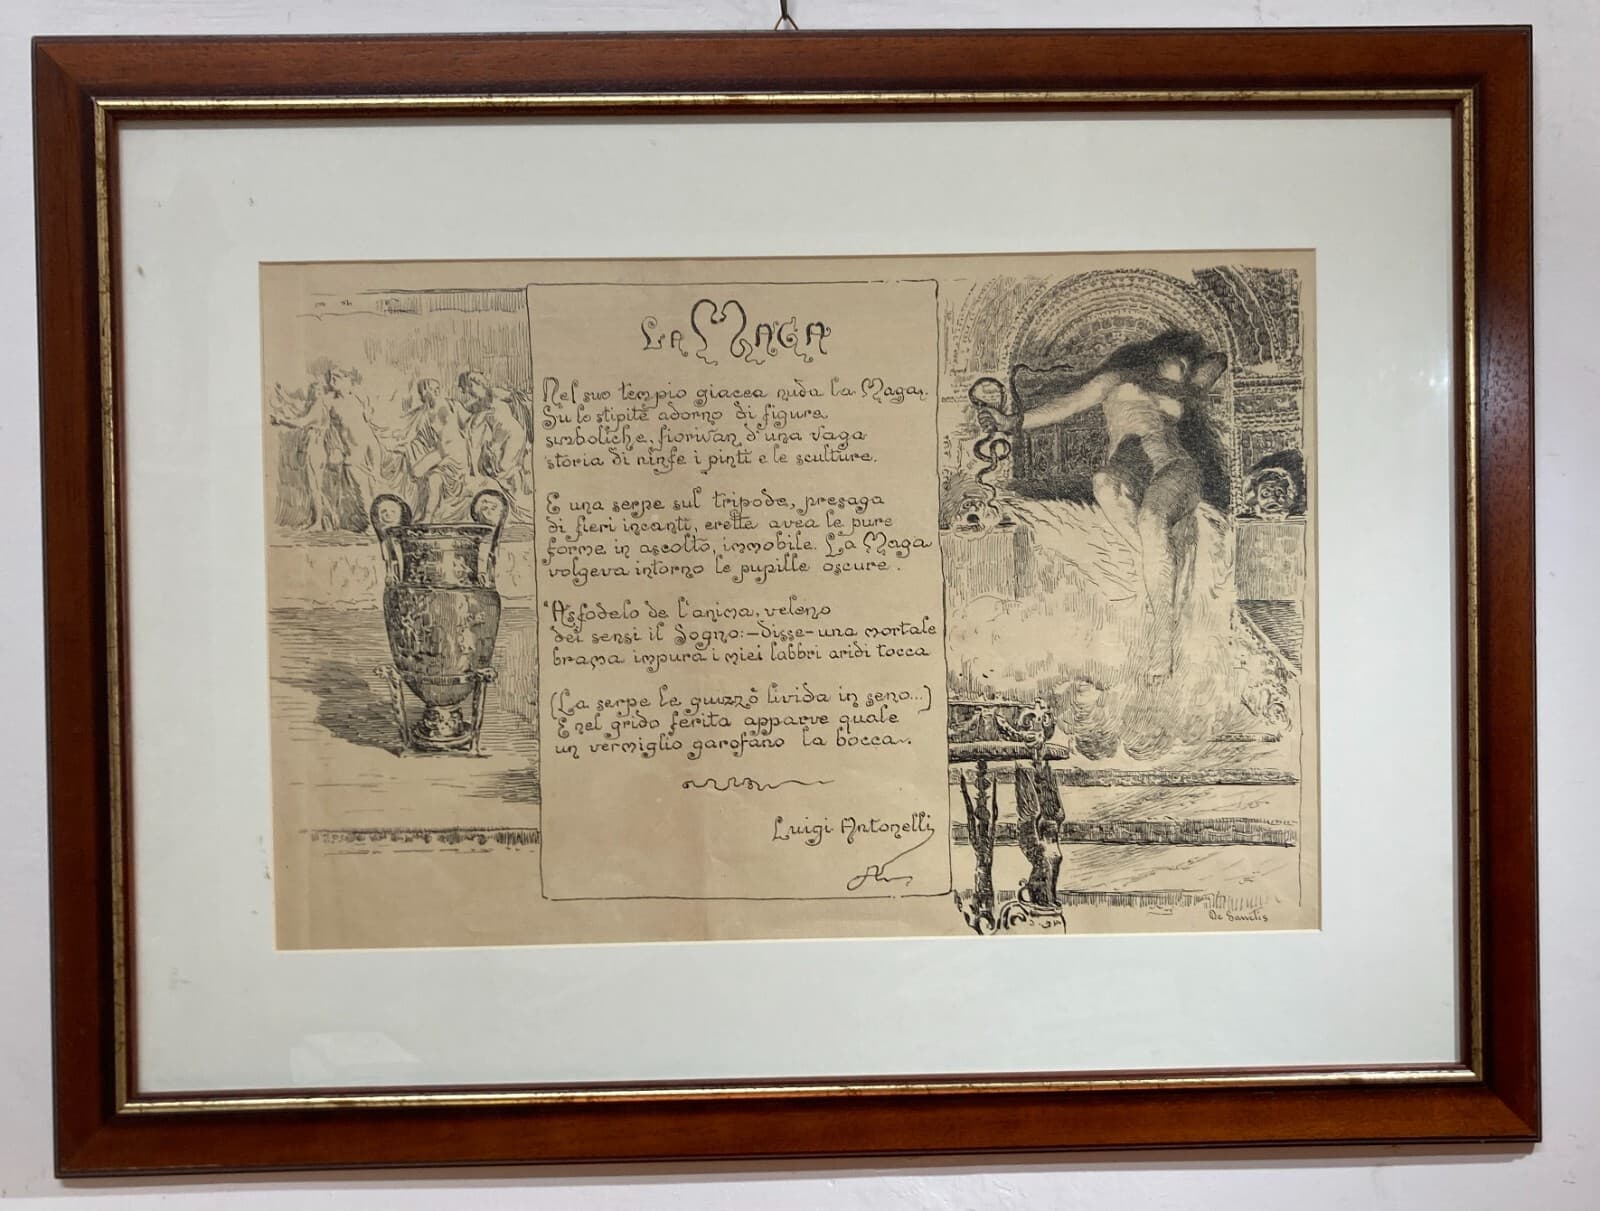 La Maga
Nel suo tempio giacea nuda la Maga.
Su lo stipite adorno di figure
simboliche, fiorivan d'una vaga
storia di ninfe i pinti e le sculture.
E una serpe sul tripode, presaga
di fieri incanti, eretta avea le pure
forme in ascolto, immobile. La Maga
volgeva intorno le pupille oscure.
"Asfodelo de l'anima, veleno
dei sensi il Sogno: - disse - una mortale
brama impura i miei labbri aridi tocca
(La serpe le guizzò livida in seno...)
E nel grido ferita apparve quale
un vermiglio garofano la bocca.
Luigi Antonelli
De Sanctis